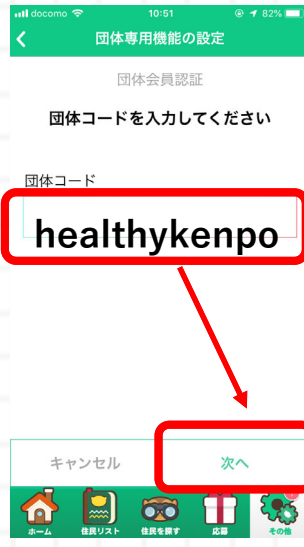 docomo 10:51 82%
団体専用機能の設定
団体会員認証
団体コードを入力してください
団体コード
healthykenpo
キャンセル 次へ
ホーム 住民リスト 住民を探す 応募 その他